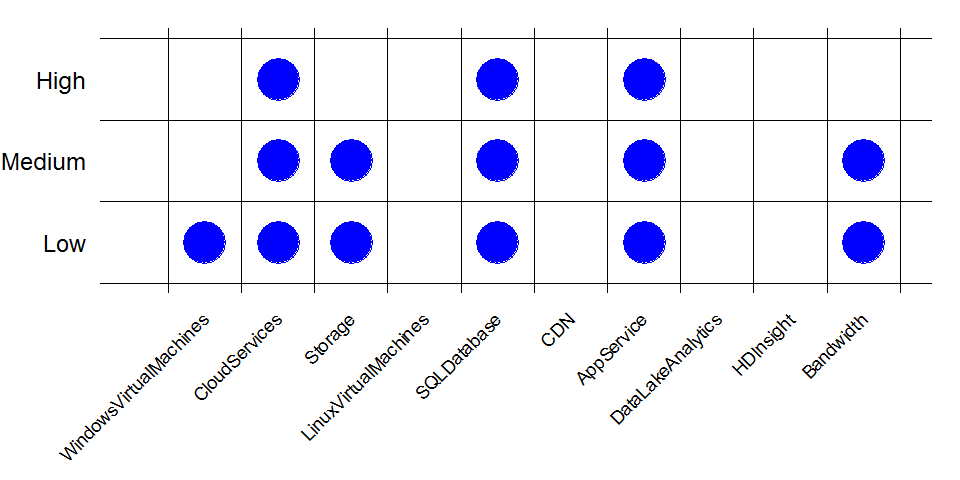 High
Medium
Low
WindowsVirtualMachines
CloudServices
Storage
LinuxVirtualMachines
SQLDatabase
CDN
AppService
DataLakeAnalytics
HDInsight
Bandwidth